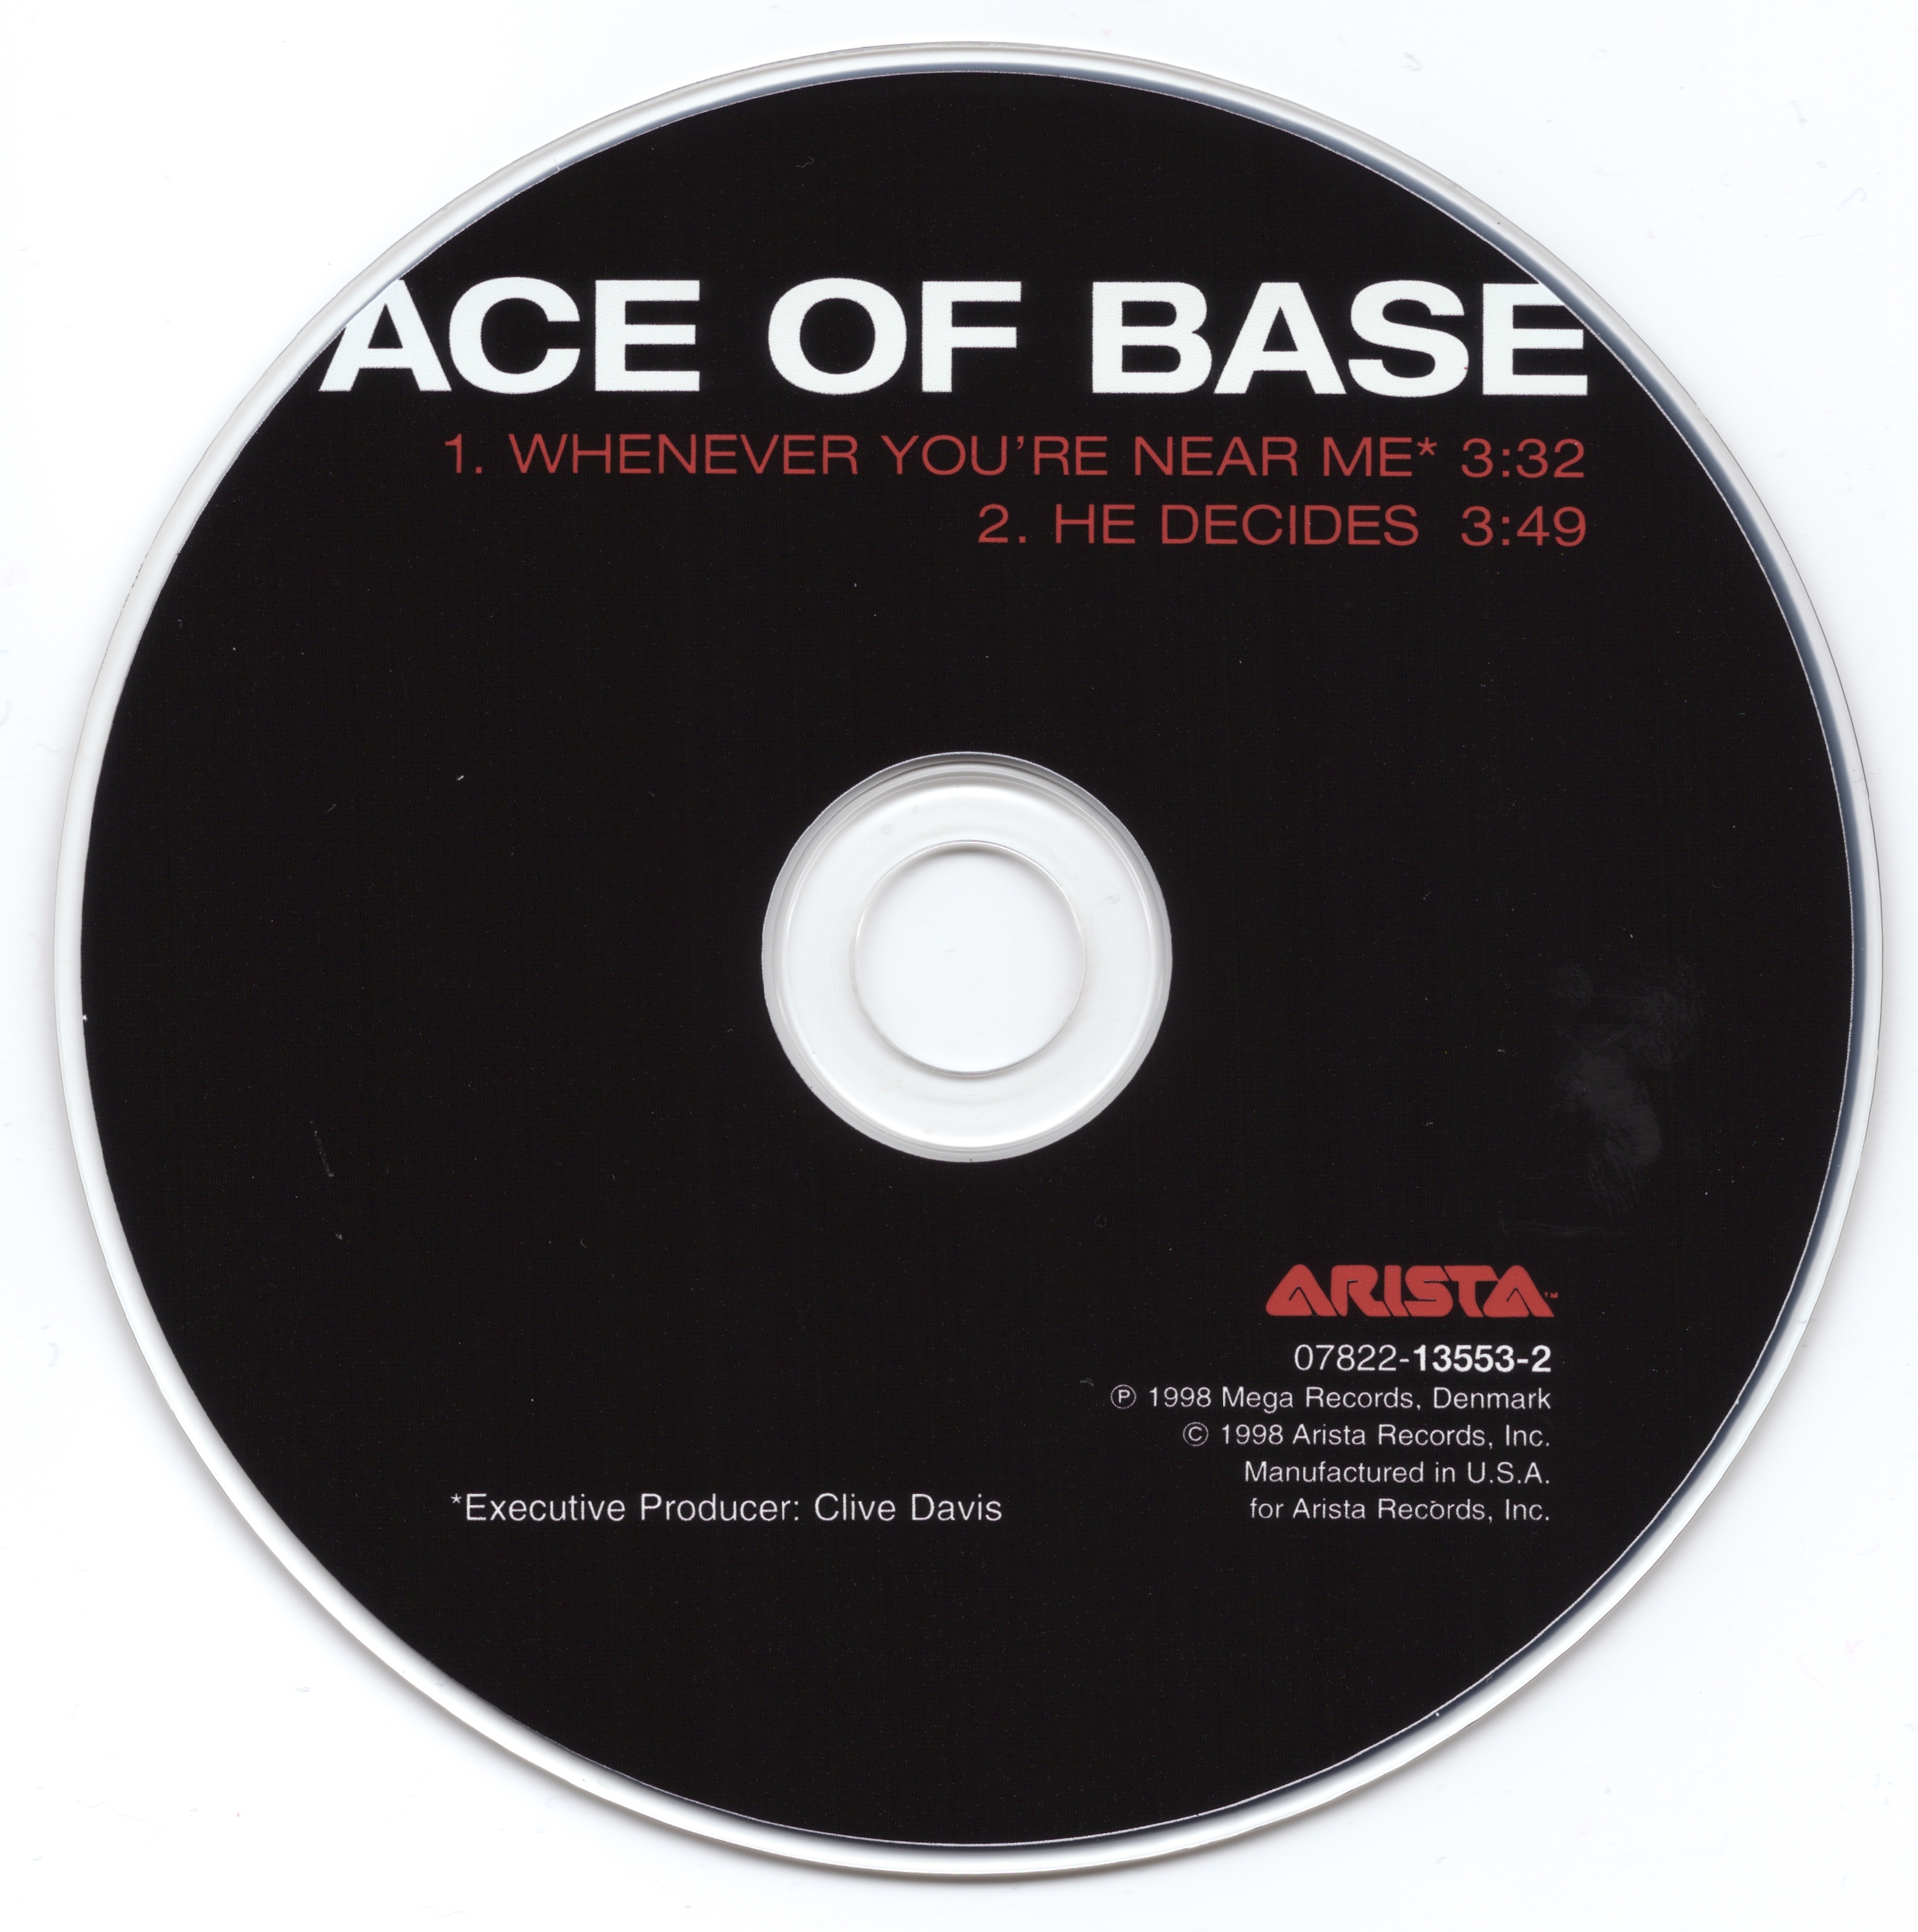 ACE OF BASE
1. WHENEVER YOU'RE NEAR ME* 3:32
2. HE DECIDES 3:49
ARISTA™
07822-13553-2
℗ 1998 Mega Records, Denmark
© 1998 Arista Records, Inc.
Manufactured in U.S.A.
for Arista Records, Inc.
*Executive Producer: Clive Davis